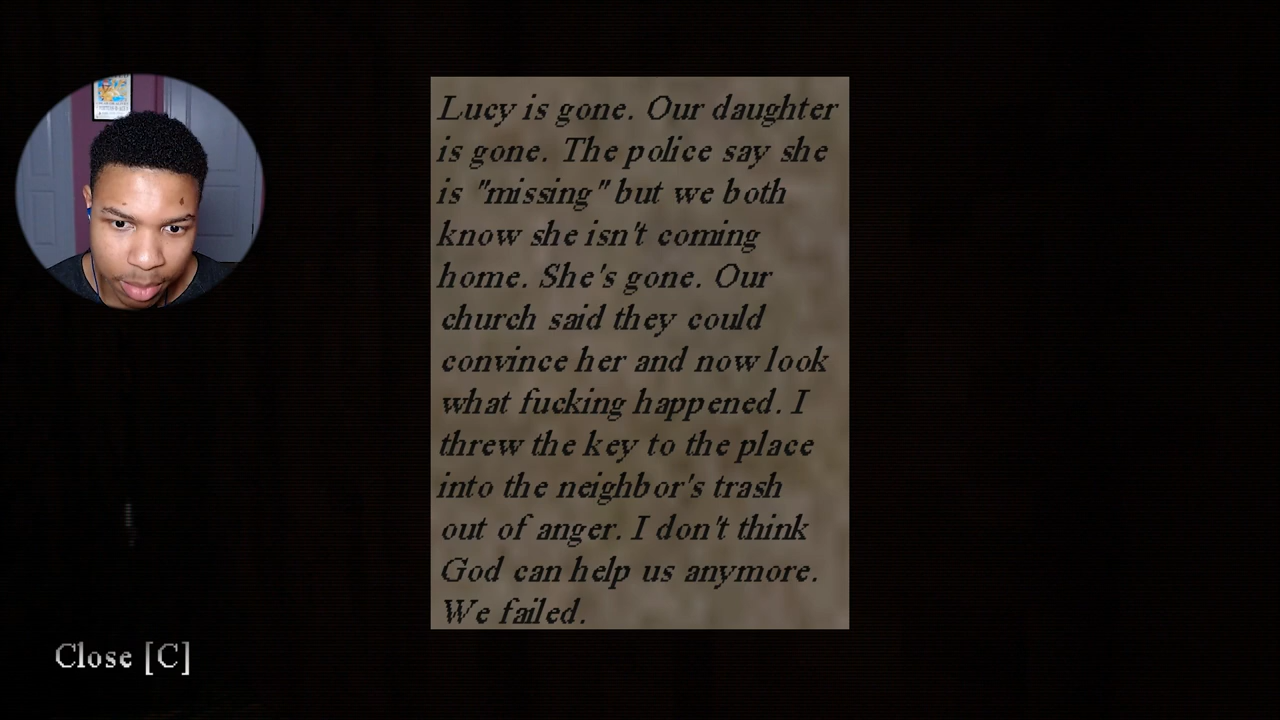 Lucy is gone. Our daughter
is gone. The police say she
is "missing" but we both
know she isn't coming
home. She's gone. Our
church said they could
convince her and now look
what fucking happened. I
threw the key to the place
into the neighbor's trash
out of anger. I don't think
God can help us anymore.
We failed.
Close [C]